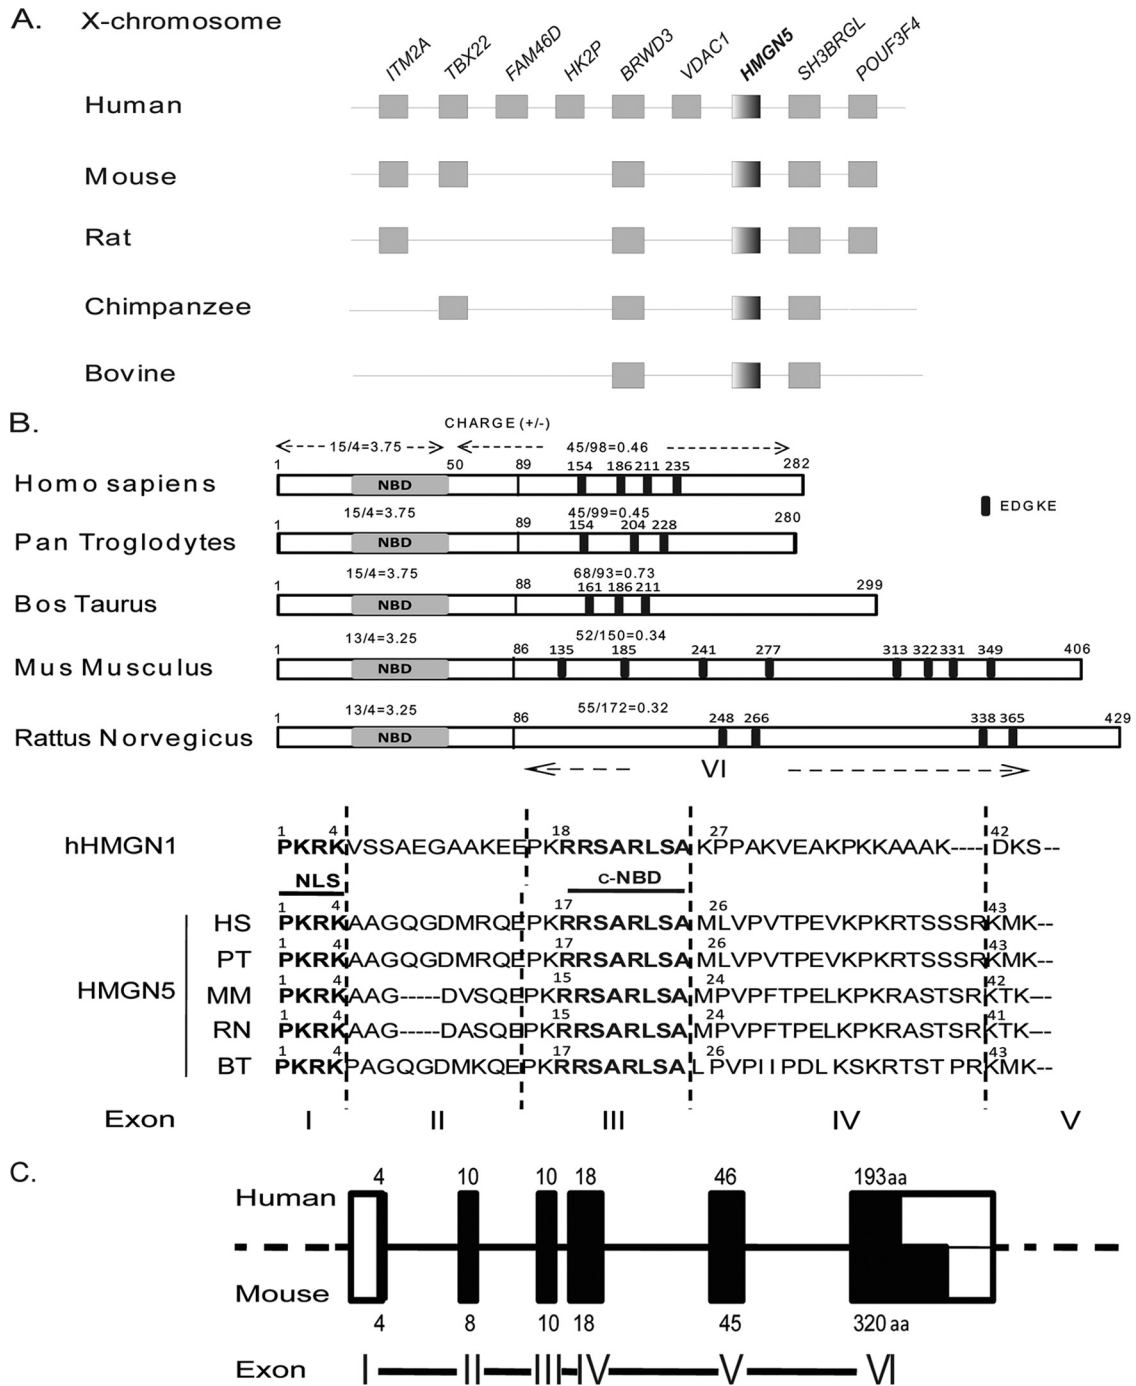 A. X-chromosome
ITM2A TBX22 FAM46D HK2P BRWD3 VDAC1 HMGN5 SH3BRGL POUF3F4
Human
Mouse
Rat
Chimpanzee
Bovine
B.
CHARGE (+/-)
15/4=3.75 45/98=0.46
1 50 89 154 186 211 235 282
Homo sapiens NBD
EDGKE
15/4=3.75 45/99=0.45
1 89 154 204 228 280
Pan Troglodytes NBD
15/4=3.75 68/93=0.73
1 88 161 186 211 299
Bos Taurus NBD
13/4=3.25 52/150=0.34
1 86 135 185 241 277 313 322 331 349 406
Mus Musculus NBD
13/4=3.25 55/172=0.32
1 86 248 266 338 365 429
Rattus Norvegicus NBD
VI
1 4 18 27 42
hHMGN1 PKRKVSSAEGAAKEEPKRRSARLSAKPPAKVEAKPKKAAAK---- DKS--
NLS c-NBD
1 4 17 26 43
HS PKRKAAGQGDMRQEPKRRSARLSAMLVPVTPEVKPKRTSSSRKMK--
1 4 17 26 43
PT PKRKAAGQGDMRQEPKRRSARLSAMLVPVTPEVKPKRTSSSRKMK--
1 4 15 24 42
HMGN5 MM PKRKAAG-----DVSQEPKRRSARLSAMPVPFTPELKPKRASTSRKTK---
1 4 15 24 41
RN PKRKAAG-----DASQEPKRRSARLSAMPVPFTPELKPKRASTSRKTK---
1 4 17 26 43
BT PKRKPAGQGDMKQEPKRRSARLSALPVPIIPDLKSKRTSTPRKMK--
Exon I II III IV V
C.
4 10 10 18 46 193aa
Human
Mouse
4 8 10 18 45 320 aa
Exon I II III IV V VI